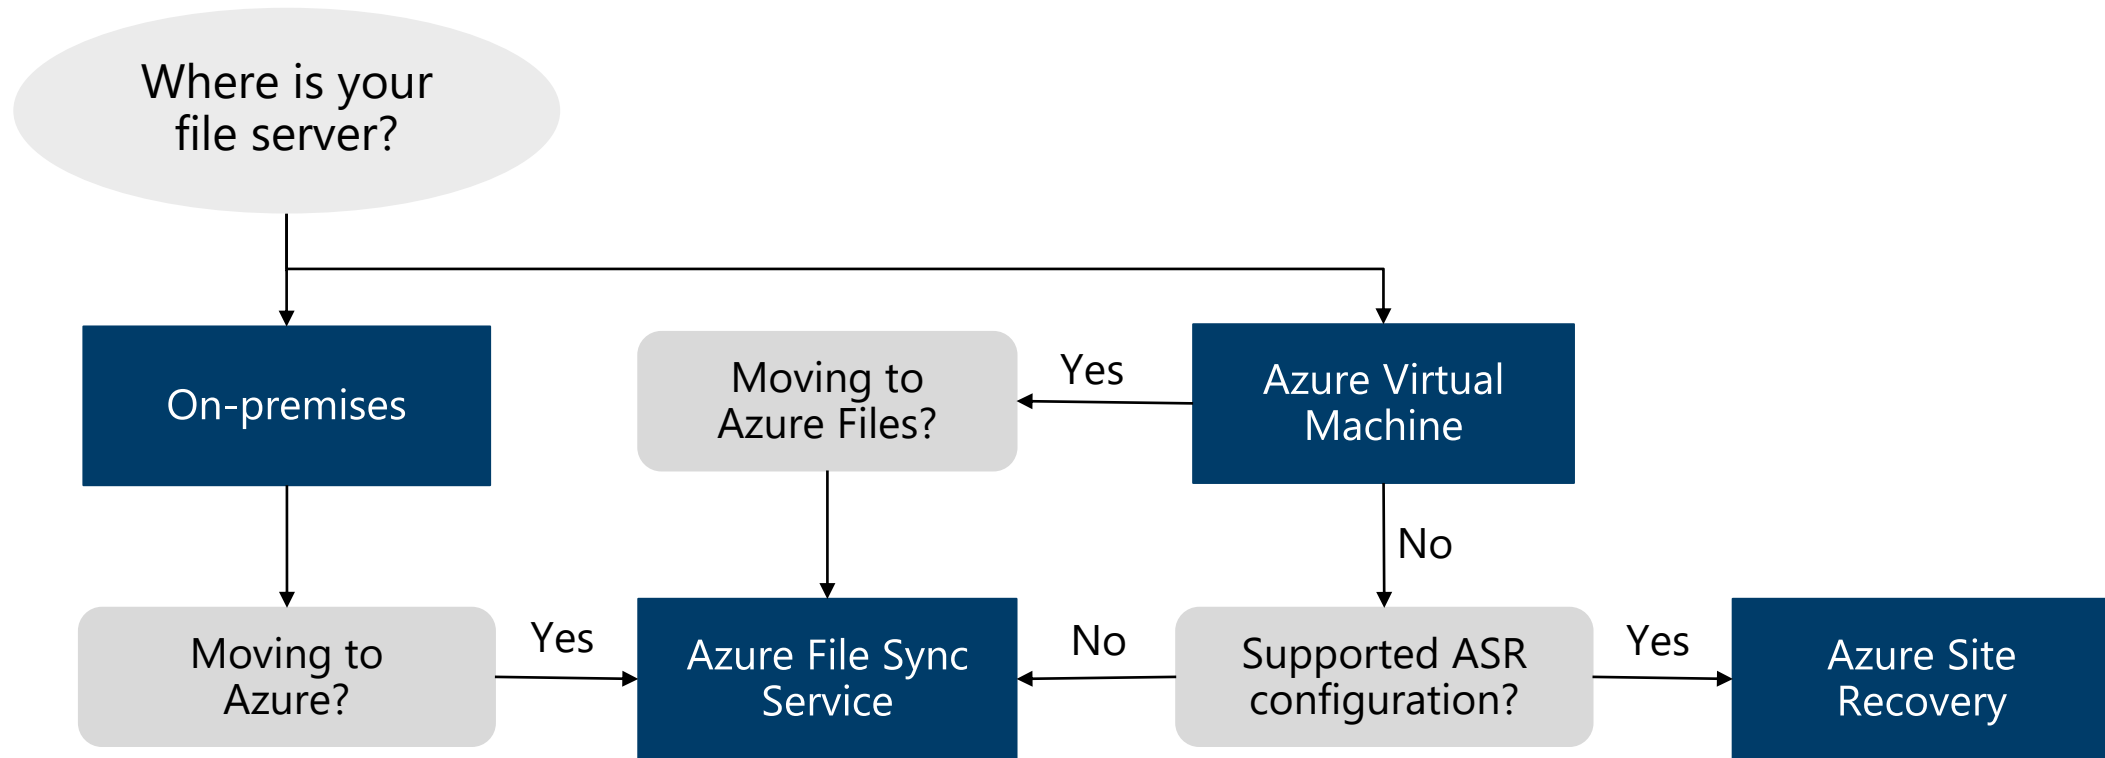 Where is your
file server?
On-premises
Moving to
Azure Files?
Yes
Azure Virtual
Machine
No
Moving to
Azure?
Yes
Azure File Sync
Service
No
Supported ASR
configuration?
Yes
Azure Site
Recovery